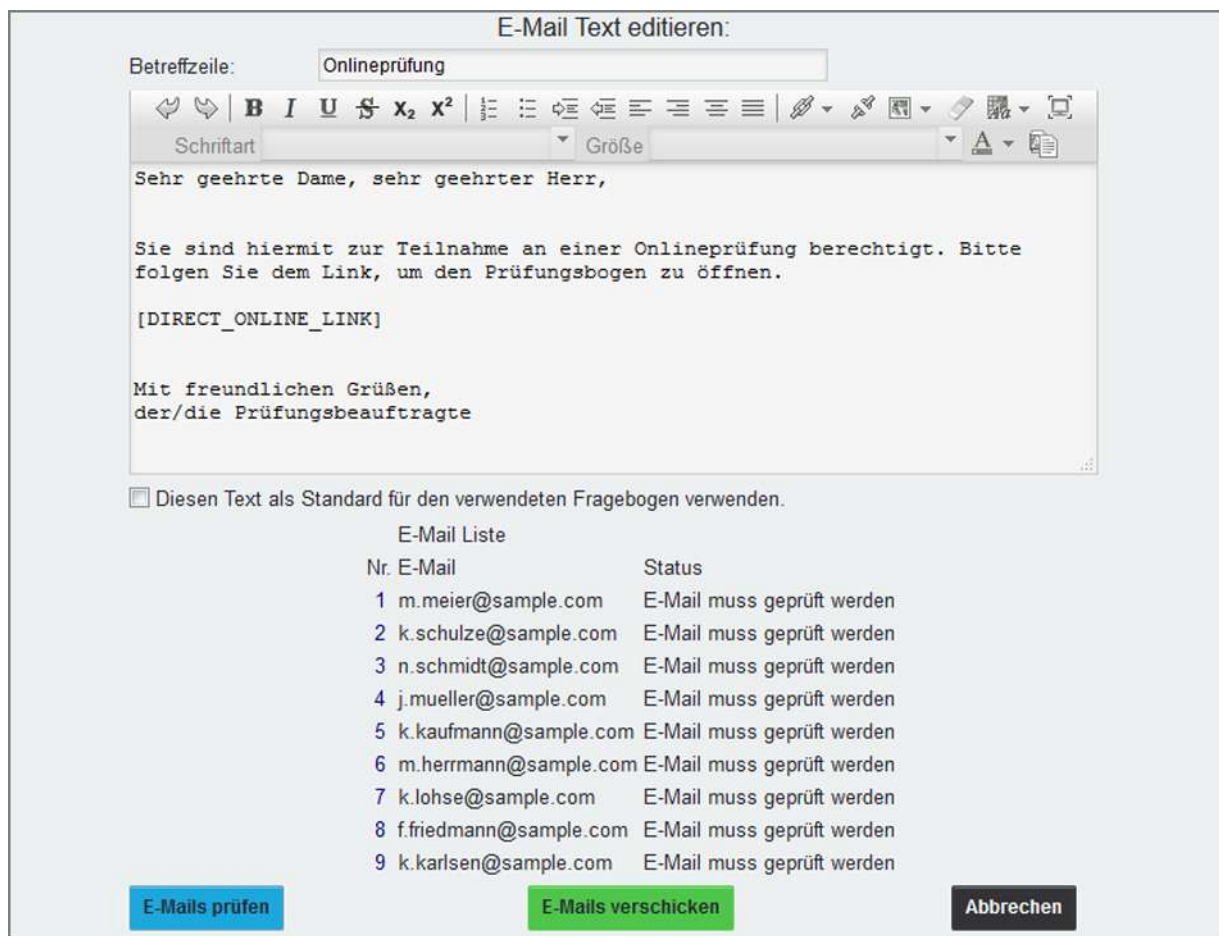 E-Mail Text editieren:
Betreffzeile: Onlineprüfung
B I U S X₂ X²
Schriftart Größe A
Sehr geehrte Dame, sehr geehrter Herr,
Sie sind hiermit zur Teilnahme an einer Onlineprüfung berechtigt. Bitte
folgen Sie dem Link, um den Prüfungsbogen zu öffnen.
[DIRECT_ONLINE_LINK]
Mit freundlichen Grüßen,
der/die Prüfungsbeauftragte
Diesen Text als Standard für den verwendeten Fragebogen verwenden.
E-Mail Liste
Nr. E-Mail Status
1 m.meier@sample.com E-Mail muss geprüft werden
2 k.schulze@sample.com E-Mail muss geprüft werden
3 n.schmidt@sample.com E-Mail muss geprüft werden
4 j.mueller@sample.com E-Mail muss geprüft werden
5 k.kaufmann@sample.com E-Mail muss geprüft werden
6 m.herrmann@sample.com E-Mail muss geprüft werden
7 k.lohse@sample.com E-Mail muss geprüft werden
8 f.friedmann@sample.com E-Mail muss geprüft werden
9 k.karlsen@sample.com E-Mail muss geprüft werden
E-Mails prüfen E-Mails verschicken Abbrechen